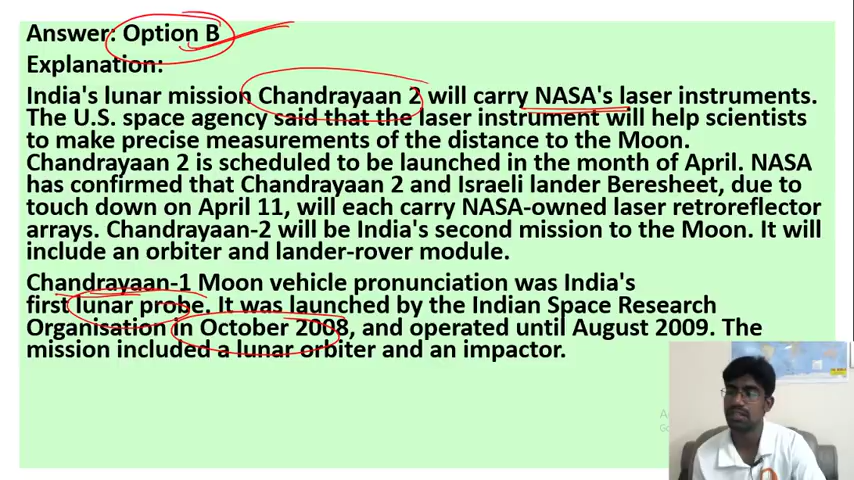 Answer: Option B
Explanation:
India's lunar mission Chandrayaan 2 will carry NASA's laser instruments.
The U.S. space agency said that the laser instrument will help scientists
to make precise measurements of the distance to the Moon.
Chandrayaan 2 is scheduled to be launched in the month of April. NASA
has confirmed that Chandrayaan 2 and Israeli lander Beresheet, due to
touch down on April 11, will each carry NASA-owned laser retroreflector
arrays. Chandrayaan-2 will be India's second mission to the Moon. It will
include an orbiter and lander-rover module.
Chandrayaan-1 Moon vehicle pronunciation was India's
first lunar probe. It was launched by the Indian Space Research
Organisation in October 2008, and operated until August 2009. The
mission included a lunar orbiter and an impactor.